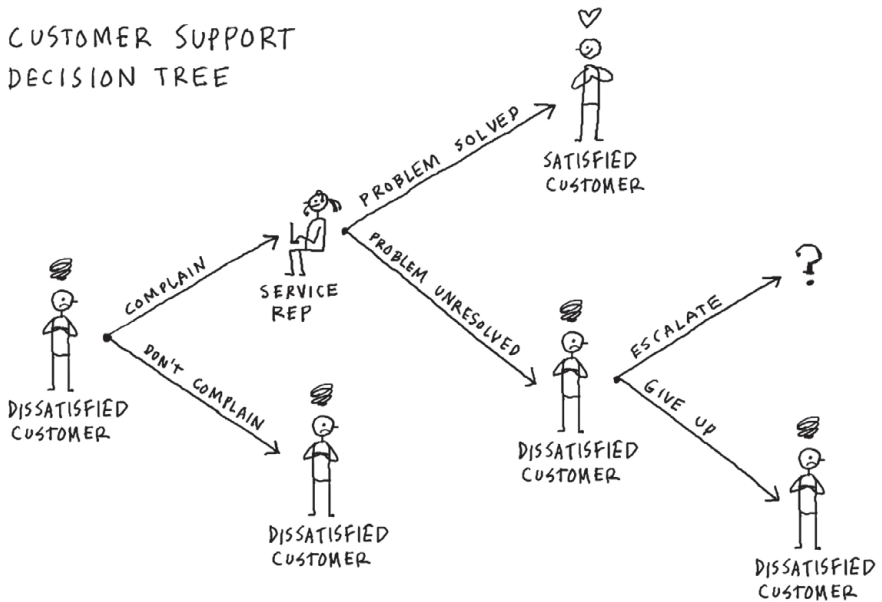 CUSTOMER SUPPORT
DECISION TREE
PROBLEM SOLVED
SATISFIED
CUSTOMER
COMPLAIN
SERVICE
REP
PROBLEM UNRESOLVED
ESCALATE
?
DISSATISFIED
CUSTOMER
DON'T COMPLAIN
DISSATISFIED
CUSTOMER
DISSATISFIED
CUSTOMER
GIVE UP
DISSATISFIED
CUSTOMER